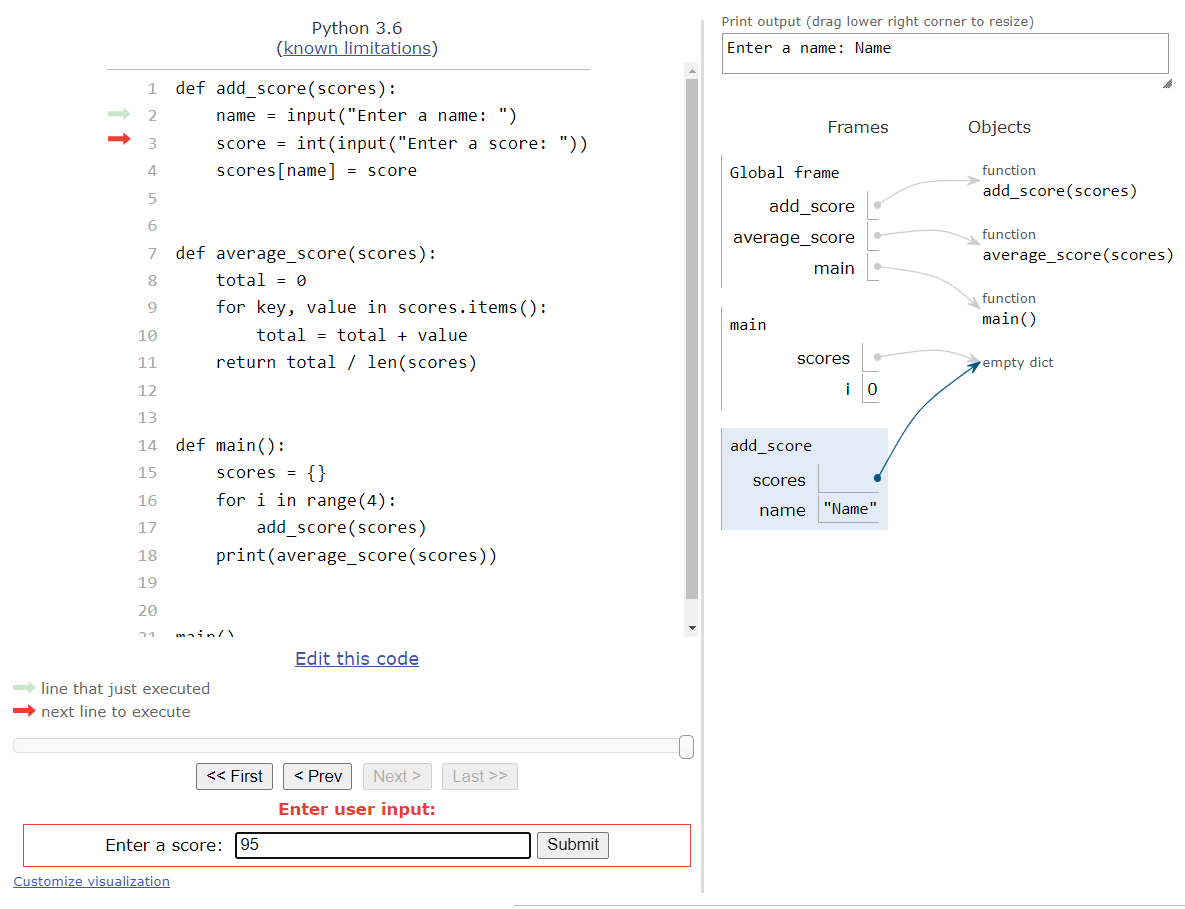 Python 3.6
(known limitations)
1 def add_score(scores):
2     name = input("Enter a name: ")
3     score = int(input("Enter a score: "))
4     scores[name] = score
5
6
7 def average_score(scores):
8     total = 0
9     for key, value in scores.items():
10         total = total + value
11     return total / len(scores)
12
13
14 def main():
15     scores = {}
16     for i in range(4):
17         add_score(scores)
18     print(average_score(scores))
19
20
21 main()
Edit this code
line that just executed
next line to execute
<< First < Prev Next > Last >>
Enter user input:
Enter a score: 95 Submit
Customize visualization
Print output (drag lower right corner to resize)
Enter a name: Name
Frames Objects
Global frame
add_score
average_score
main
function
add_score(scores)
function
average_score(scores)
function
main()
main
scores
i 0
empty dict
add_score
scores
name "Name"